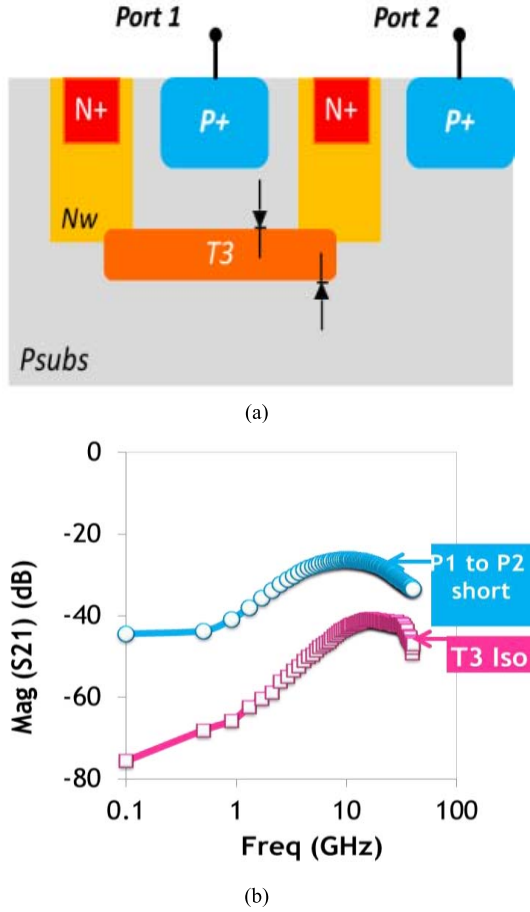 Port 1
Port 2
N+
P+
N+
P+
Nw
T3
Psubs
(a)
0
-20
-40
-60
-80
Mag (S21) (dB)
P1 to P2
short
T3 Iso
0.1
1
10
100
Freq (GHz)
(b)